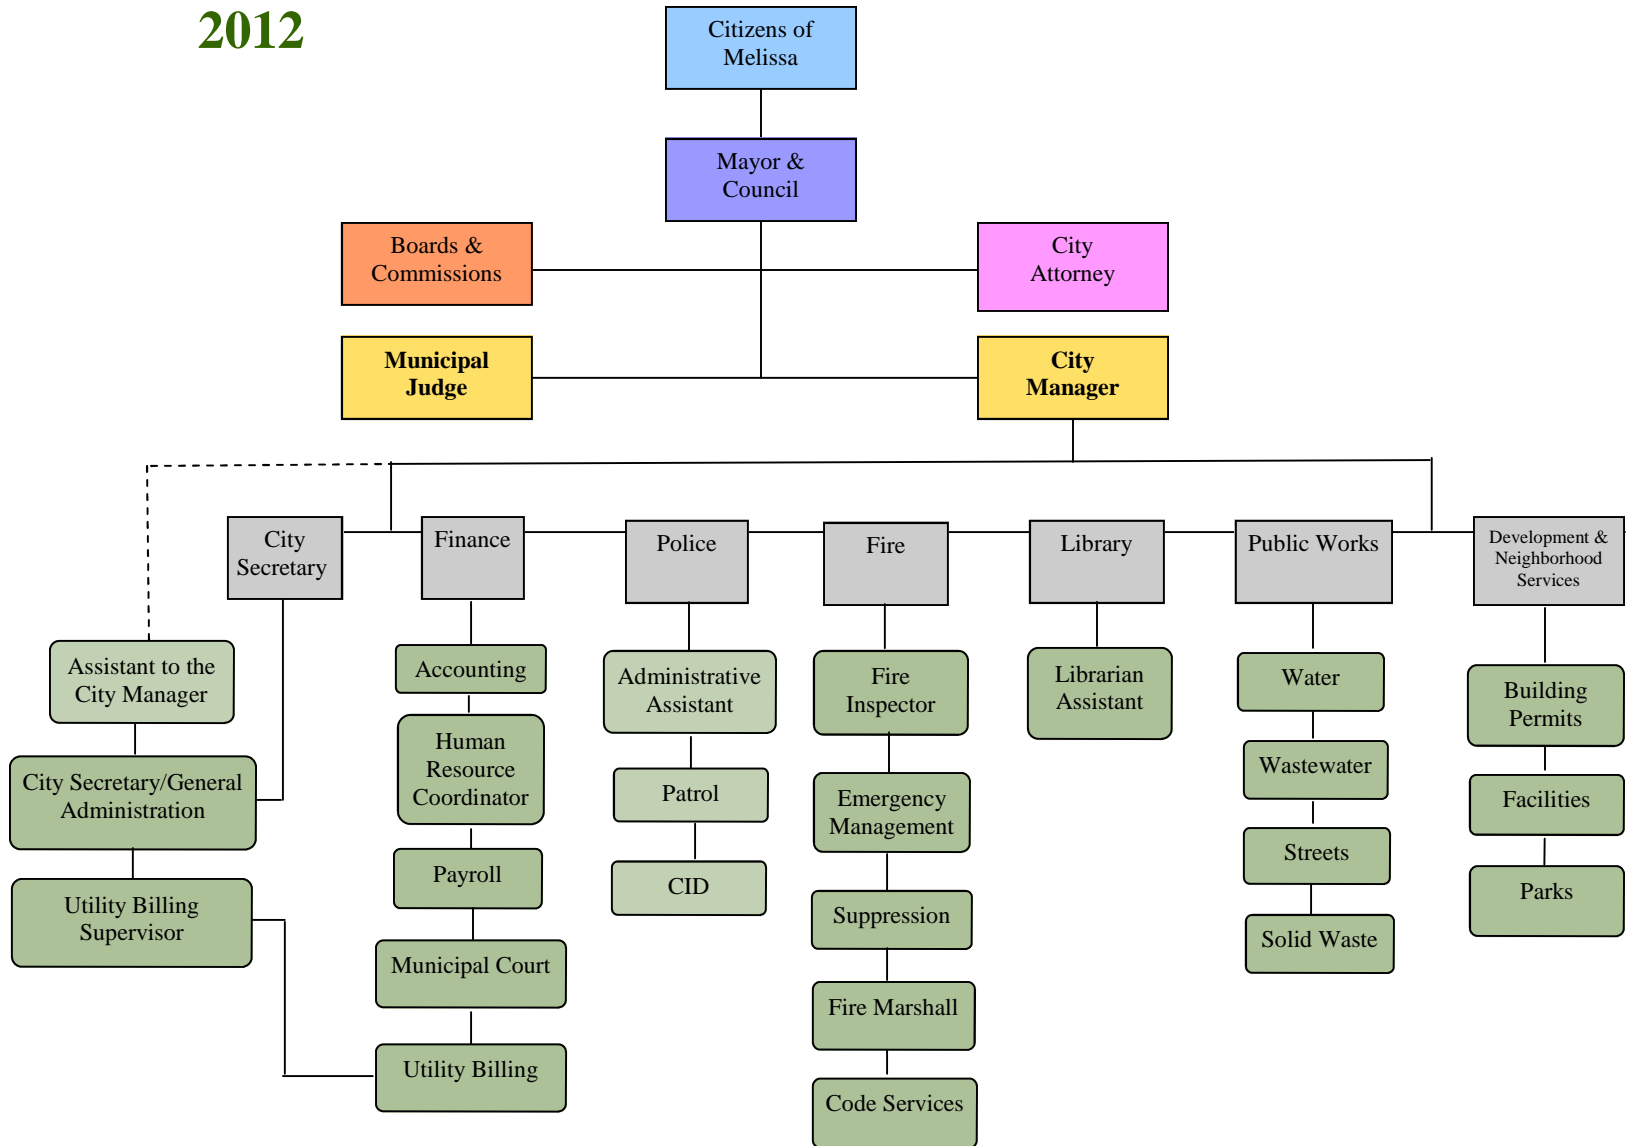 2012
Citizens of
Melissa
Mayor &
Council
Boards &
Commissions
City
Attorney
Municipal
Judge
City
Manager
City
Secretary
Finance
Police
Fire
Library
Public Works
Development &
Neighborhood
Services
Assistant to the
City Manager
City Secretary/General
Administration
Utility Billing
Supervisor
Accounting
Human
Resource
Coordinator
Payroll
Municipal Court
Utility Billing
Administrative
Assistant
Patrol
CID
Fire
Inspector
Emergency
Management
Suppression
Fire Marshall
Code Services
Librarian
Assistant
Water
Wastewater
Streets
Solid Waste
Building
Permits
Facilities
Parks